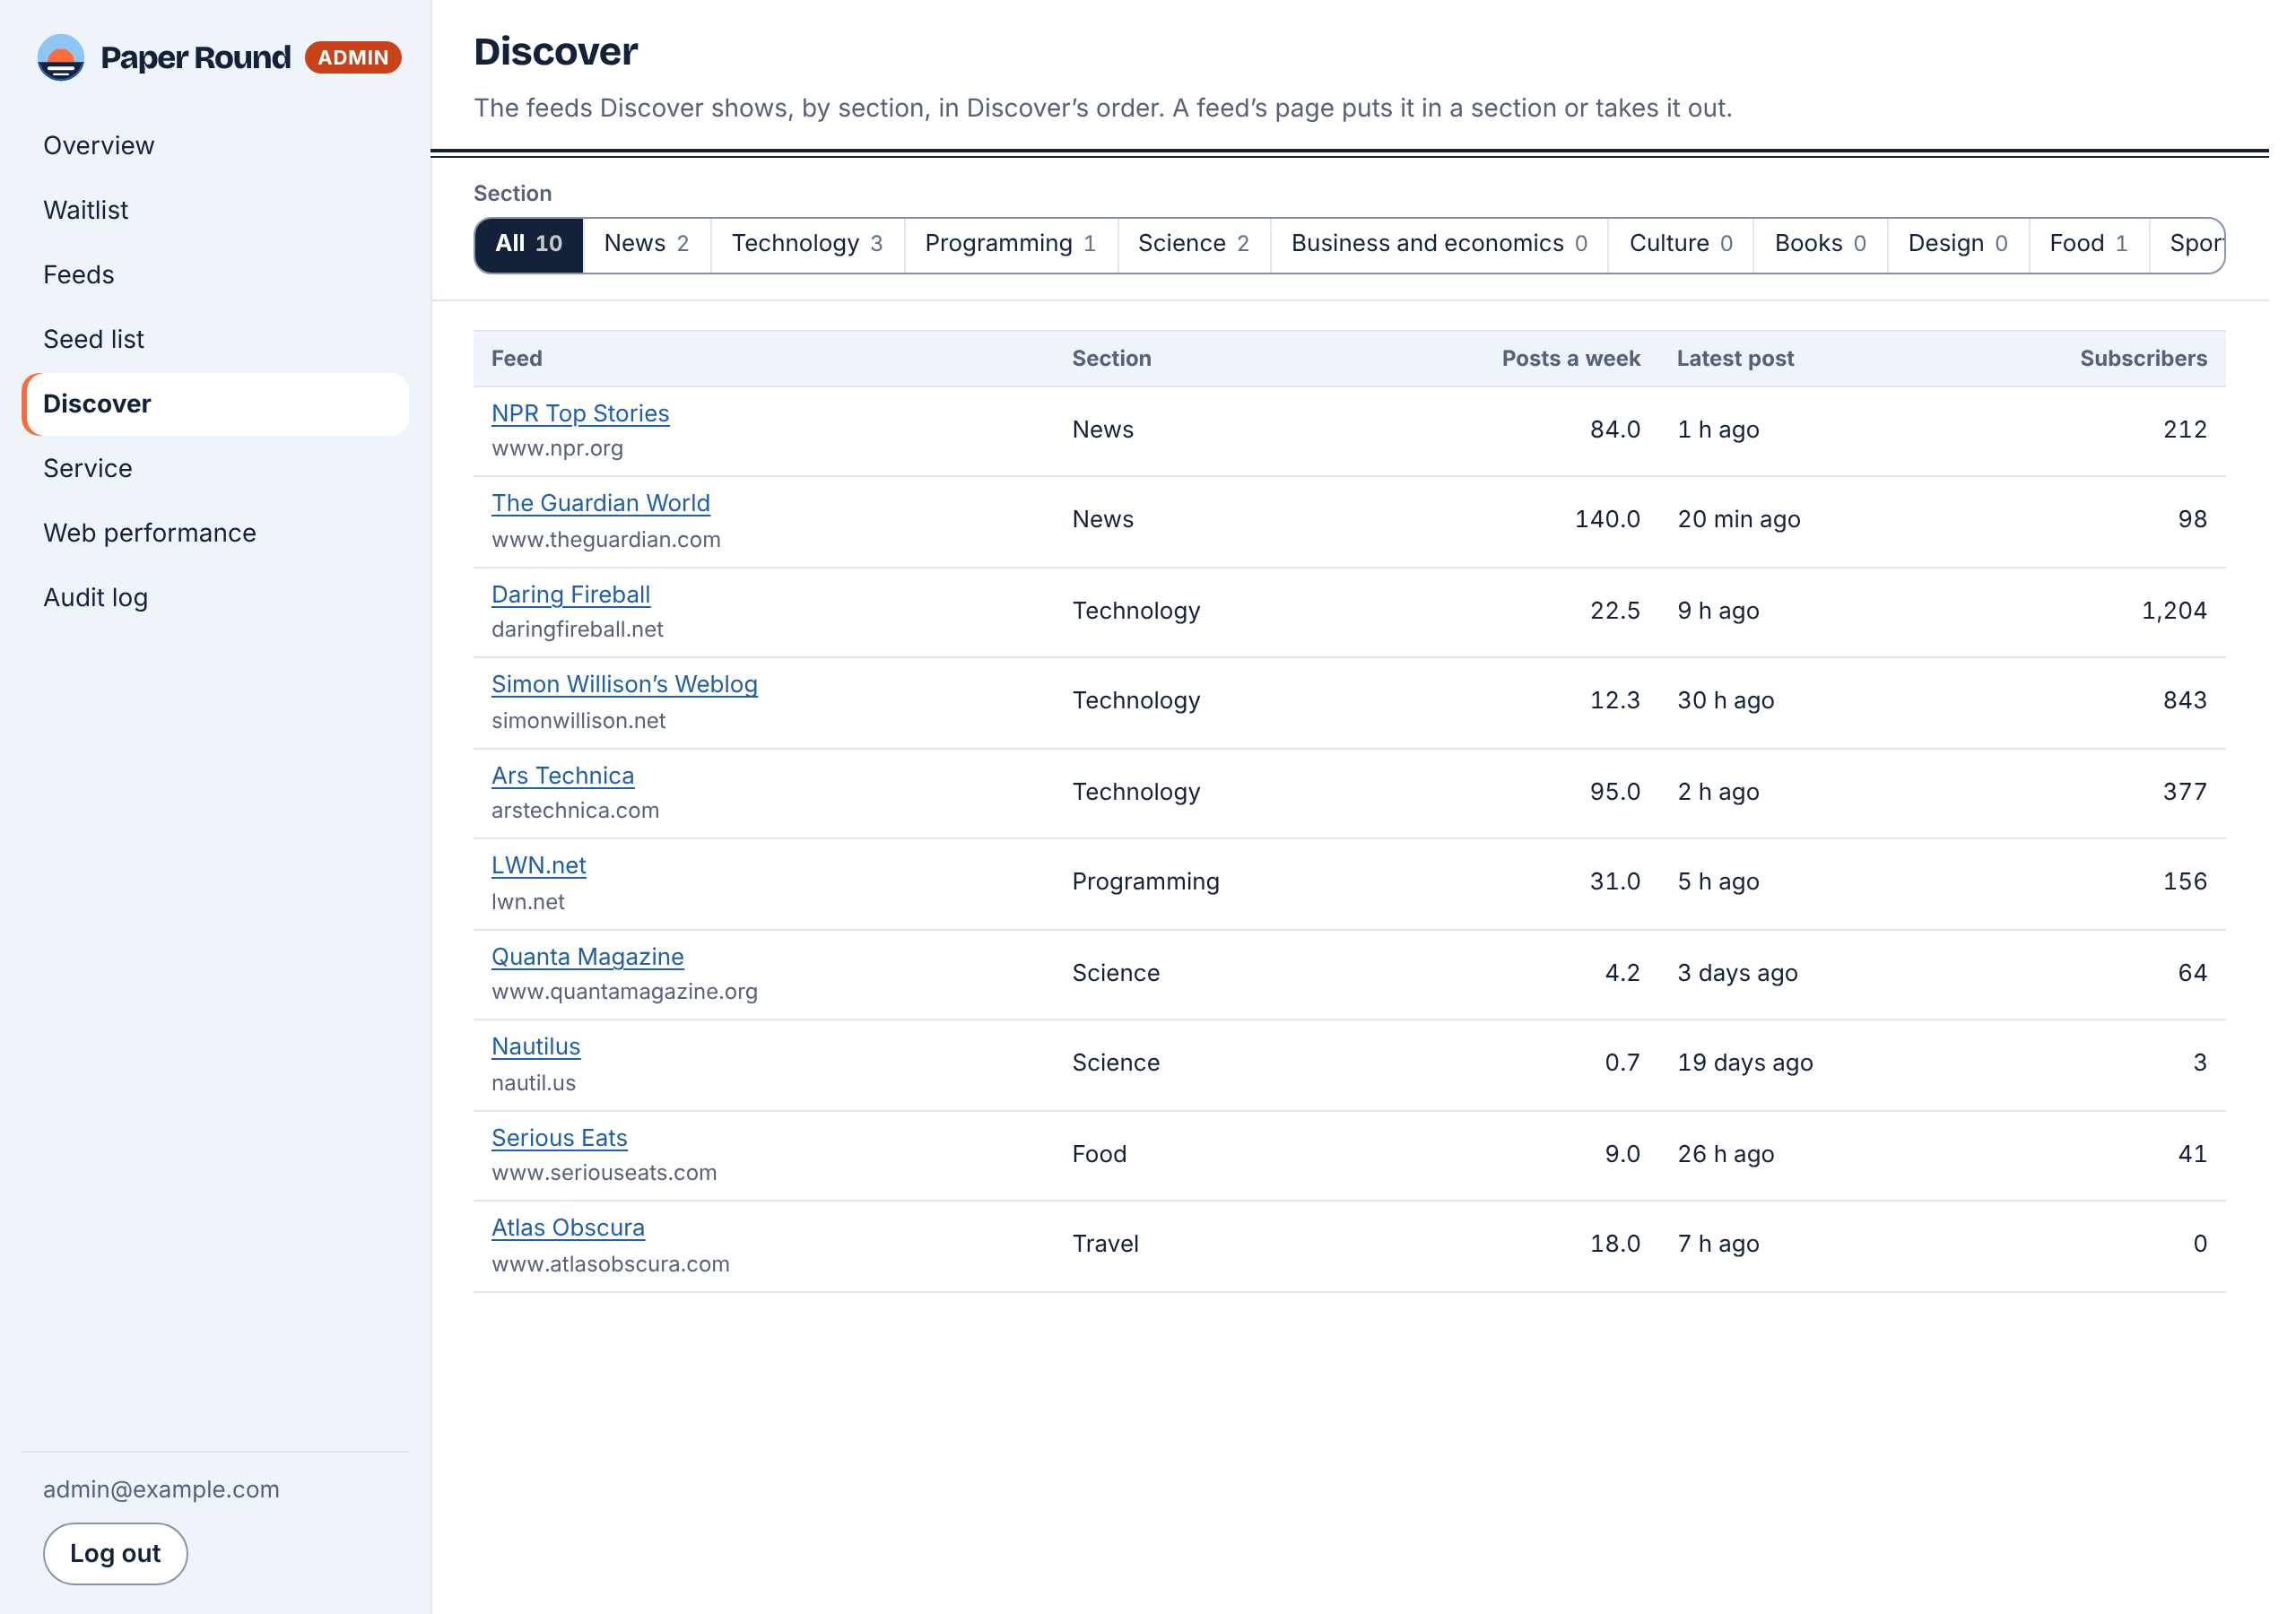 Paper Round ADMIN
Overview
Waitlist
Feeds
Seed list
Discover
Service
Web performance
Audit log
admin@example.com
Log out
Discover
The feeds Discover shows, by section, in Discover’s order. A feed’s page puts it in a section or takes it out.
Section
All 10 News 2 Technology 3 Programming 1 Science 2 Business and economics 0 Culture 0 Books 0 Design 0 Food 1 Spor
Feed Section Posts a week Latest post Subscribers
NPR Top Stories
www.npr.org
News 84.0 1 h ago 212
The Guardian World
www.theguardian.com
News 140.0 20 min ago 98
Daring Fireball
daringfireball.net
Technology 22.5 9 h ago 1,204
Simon Willison’s Weblog
simonwillison.net
Technology 12.3 30 h ago 843
Ars Technica
arstechnica.com
Technology 95.0 2 h ago 377
LWN.net
lwn.net
Programming 31.0 5 h ago 156
Quanta Magazine
www.quantamagazine.org
Science 4.2 3 days ago 64
Nautilus
nautil.us
Science 0.7 19 days ago 3
Serious Eats
www.seriouseats.com
Food 9.0 26 h ago 41
Atlas Obscura
www.atlasobscura.com
Travel 18.0 7 h ago 0